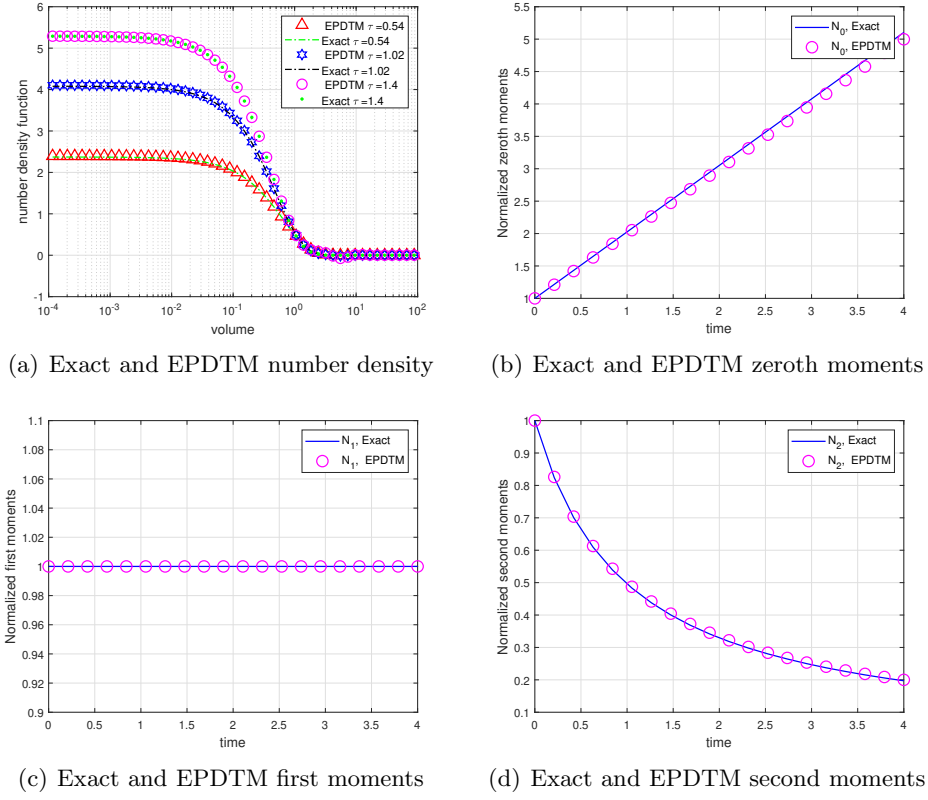 EPDTM τ =0.54
Exact τ =0.54
EPDTM τ =1.02
Exact τ =1.02
EPDTM τ =1.4
Exact τ =1.4
number density function
6
5
4
3
2
1
0
-1
10^-4
10^-3
10^-2
10^-1
10^0
10^1
10^2
volume
(a) Exact and EPDTM number density
N_0, Exact
N_0, EPDTM
Normalized zeroth moments
5.5
5
4.5
4
3.5
3
2.5
2
1.5
1
0 0.5 1 1.5 2 2.5 3 3.5 4
time
(b) Exact and EPDTM zeroth moments
N_1, Exact
N_1, EPDTM
Normalized first moments
1.1
1.08
1.06
1.04
1.02
1
0.98
0.96
0.94
0.92
0.9
0 0.5 1 1.5 2 2.5 3 3.5 4
time
(c) Exact and EPDTM first moments
N_2, Exact
N_2, EPDTM
Normalized second moments
1
0.9
0.8
0.7
0.6
0.5
0.4
0.3
0.2
0.1
0 0.5 1 1.5 2 2.5 3 3.5 4
time
(d) Exact and EPDTM second moments